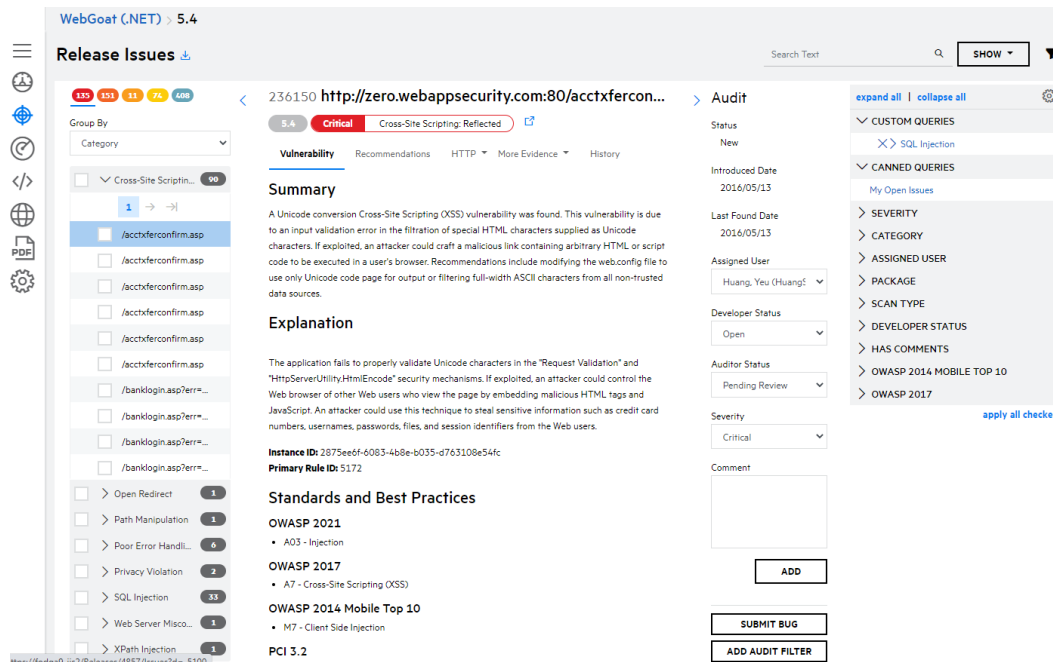 WebGoat (.NET) > 5.4
Release Issues
Search Text
SHOW
135 151 11 74 408
Group By
Category
Cross-Site Scriptin... 90
1
/acctxferconfirm.asp
/acctxferconfirm.asp
/acctxferconfirm.asp
/acctxferconfirm.asp
/acctxferconfirm.asp
/acctxferconfirm.asp
/banklogin.asp?err=...
/banklogin.asp?err=...
/banklogin.asp?err=...
/banklogin.asp?err=...
Open Redirect 1
Path Manipulation 1
Poor Error Handli... 6
Privacy Violation 2
SQL Injection 33
Web Server Misco... 1
XPath Injection 1
PDF
236150 http://zero.webappsecurity.com:80/acctxfercon...
5.4 Critical Cross-Site Scripting: Reflected
Vulnerability Recommendations HTTP More Evidence History
Summary
A Unicode conversion Cross-Site Scripting (XSS) vulnerability was found. This vulnerability is due
to an input validation error in the filtration of special HTML characters supplied as Unicode
characters. If exploited, an attacker could craft a malicious link containing arbitrary HTML or script
code to be executed in a user's browser. Recommendations include modifying the web.config file to
use only Unicode code page for output or filtering full-width ASCII characters from all non-trusted
data sources.
Explanation
The application fails to properly validate Unicode characters in the "Request Validation" and
"HttpServerUtility.HtmlEncode" security mechanisms. If exploited, an attacker could control the
Web browser of other Web users who view the page by embedding malicious HTML tags and
JavaScript. An attacker could use this technique to steal sensitive information such as credit card
numbers, usernames, passwords, files, and session identifiers from the Web users.
Instance ID: 2875ee6f-6083-4b8e-b035-d763108e54fc
Primary Rule ID: 5172
Standards and Best Practices
OWASP 2021
• A03 - Injection
OWASP 2017
• A7 - Cross-Site Scripting (XSS)
OWASP 2014 Mobile Top 10
• M7 - Client Side Injection
PCI 3.2
Audit
Status
New
Introduced Date
2016/05/13
Last Found Date
2016/05/13
Assigned User
Huang, Yeu (HuangS
Developer Status
Open
Auditor Status
Pending Review
Severity
Critical
Comment
ADD
SUBMIT BUG
ADD AUDIT FILTER
expand all | collapse all
CUSTOM QUERIES
SQL Injection
CANNED QUERIES
My Open Issues
SEVERITY
CATEGORY
ASSIGNED USER
PACKAGE
SCAN TYPE
DEVELOPER STATUS
HAS COMMENTS
OWASP 2014 MOBILE TOP 10
OWASP 2017
apply all checke